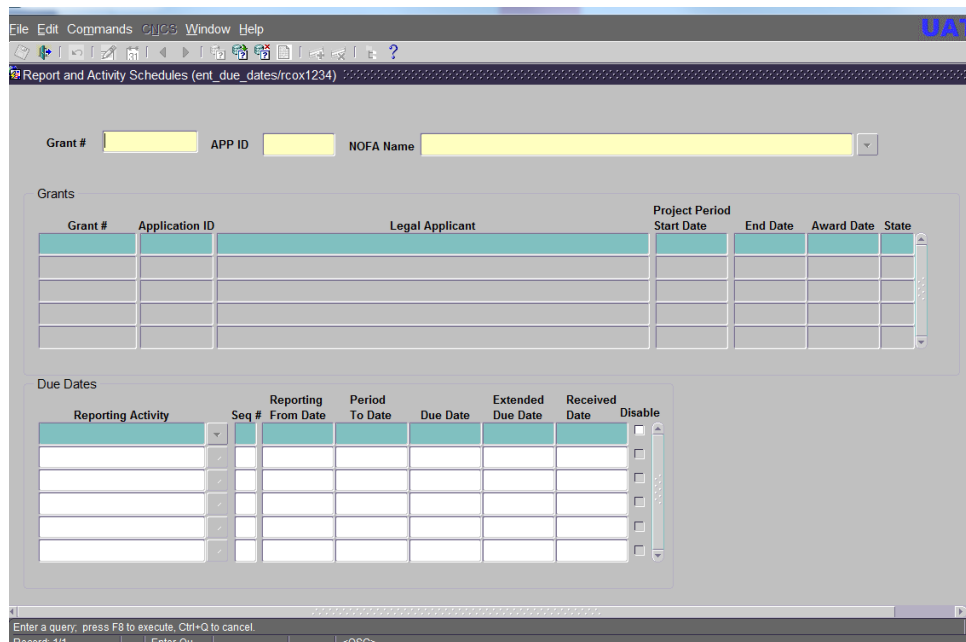 File Edit Commands CNCS Window Help
UAT
?
Report and Activity Schedules (ent_due_dates/rcox1234)
Grant # APP ID NOFA Name
Grants
Project Period
Grant # Application ID Legal Applicant Start Date End Date Award Date State
Due Dates
Reporting Period Extended Received
Reporting Activity Seq # From Date To Date Due Date Due Date Date Disable
Enter a query; press F8 to execute, Ctrl+Q to cancel.
Record: 1/1 Enter-Qu... <OSC>